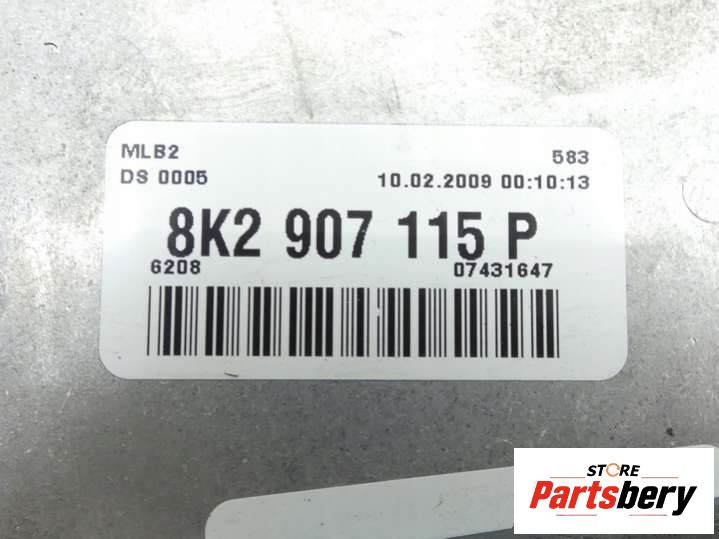 MLB2 583
DS 0005 10.02.2009 00:10:13
8K2 907 115 P
6208 07431647
STORE
Partsbery